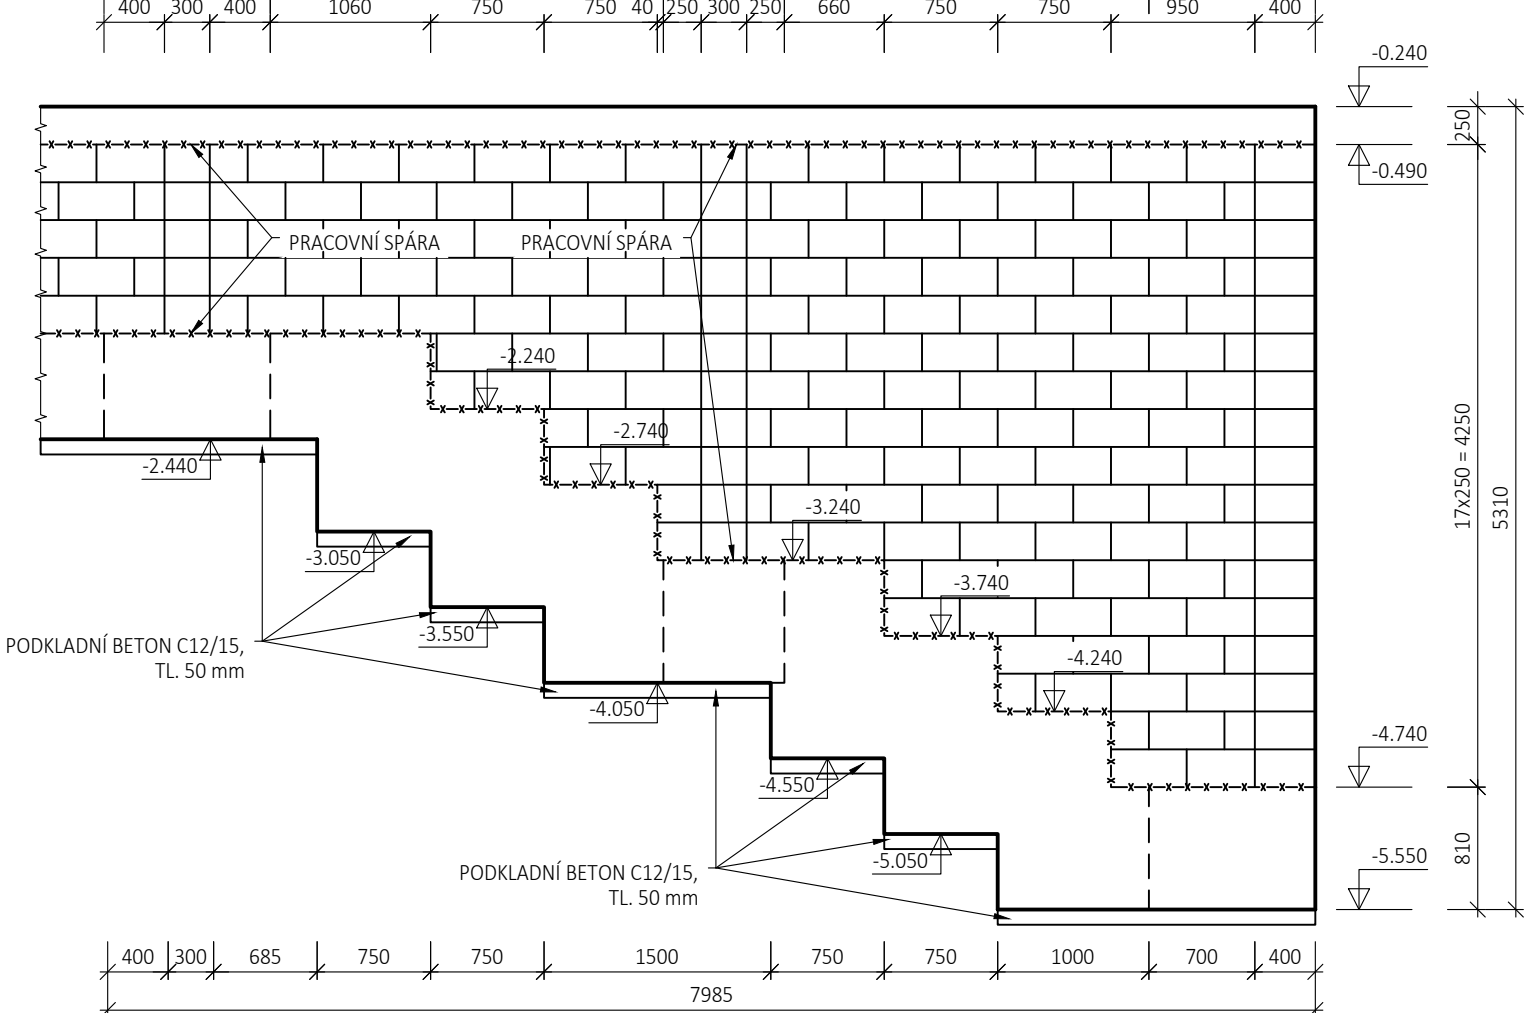 400 300 400 1060 750 750 40 250 300 250 660 750 750 950 400
-0.240
250
-0.490
PRACOVNÍ SPÁRA PRACOVNÍ SPÁRA
-2.240
-2.740
-2.440
17x250 = 4250
5310
-3.240
-3.050
-3.740
-3.550
PODKLADNÍ BETON C12/15,
TL. 50 mm
-4.240
-4.050
-4.740
-4.550
810
-5.050
-5.550
PODKLADNÍ BETON C12/15,
TL. 50 mm
400 300 685 750 750 1500 750 750 1000 700 400
7985